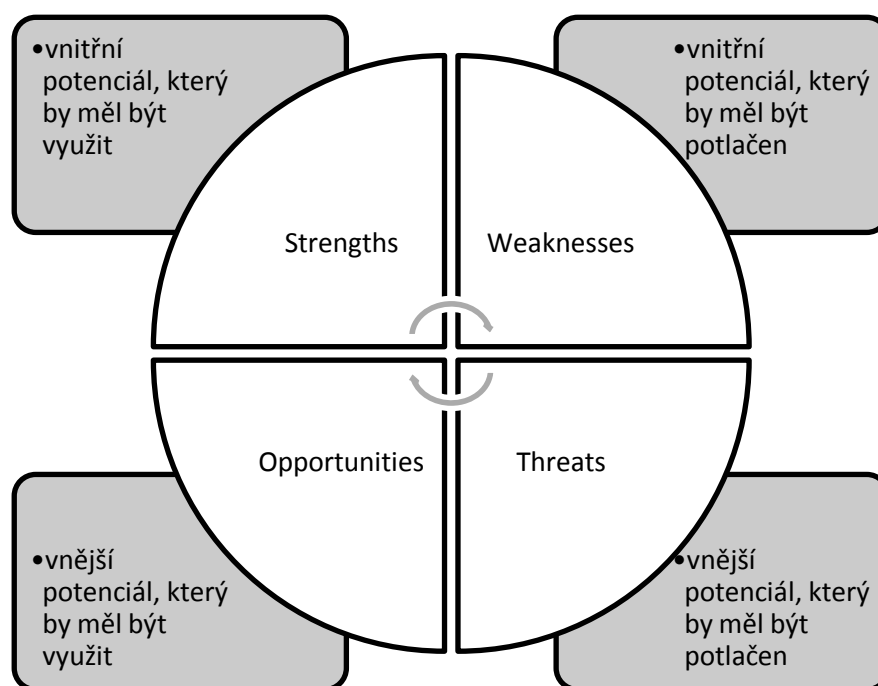 •vnitřní
potenciál, který
by měl být
využit
•vnitřní
potenciál, který
by měl být
potlačen
Strengths
Weaknesses
Opportunities
Threats
•vnější
potenciál, který
by měl být
využit
•vnější
potenciál, který
by měl být
potlačen